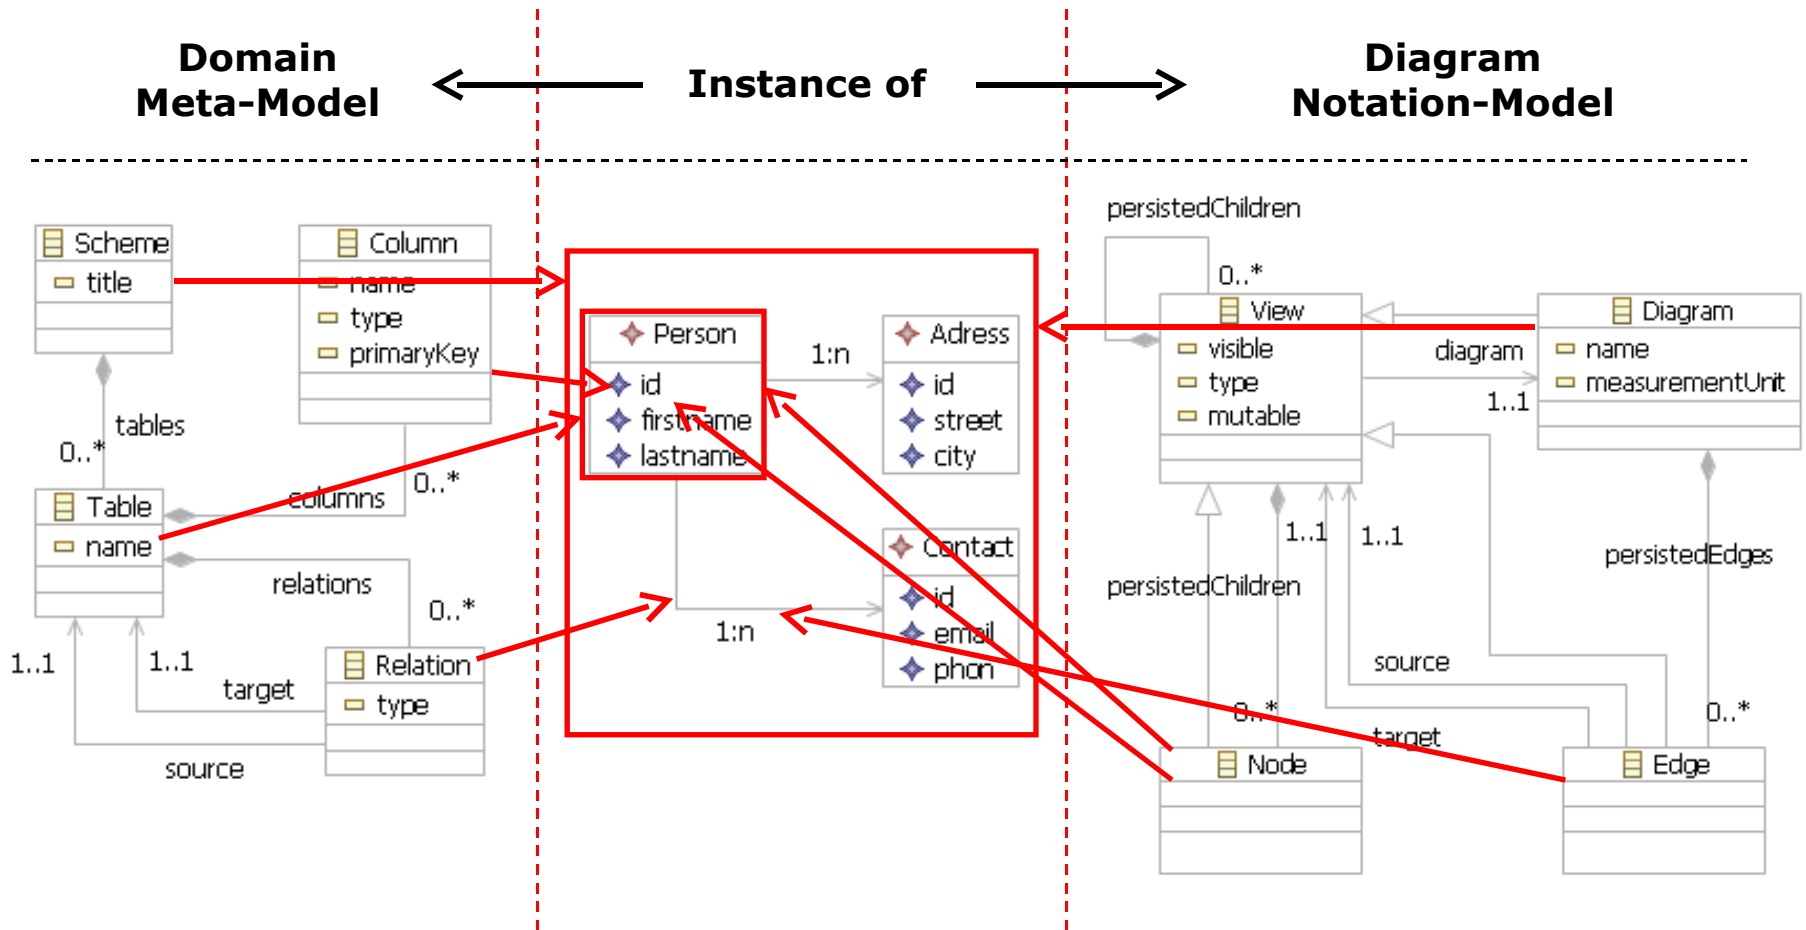 Domain
Meta-Model
Instance of
Diagram
Notation-Model
Scheme
title
Column
name
type
primaryKey
tables
0..*
columns
0..*
Table
name
relations
0..*
1..1
1..1
target
Relation
type
source
Person
id
firstname
lastname
1:n
Adress
id
street
city
1:n
Contact
id
email
phon
persistedChildren
0..*
View
visible
type
mutable
diagram
1..1
Diagram
name
measurementUnit
1..1
1..1
persistedChildren
persistedEdges
source
0..*
target
0..*
Node
Edge